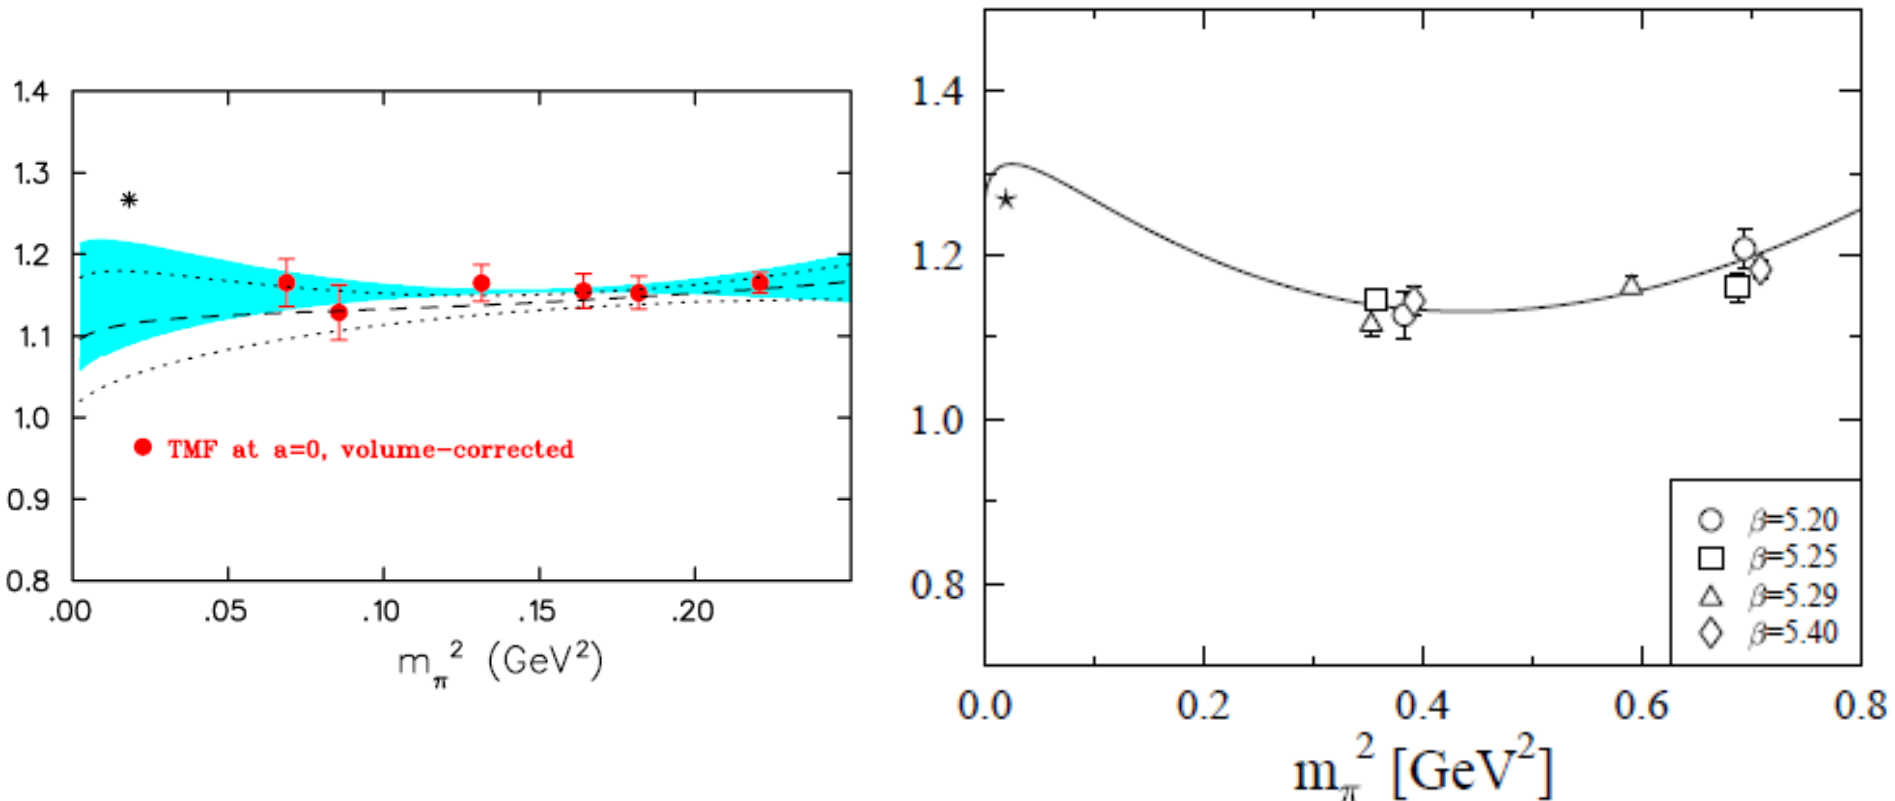 1.4
1.3
1.2
1.1
1.0
0.9
0.8
TMF at a=0, volume-corrected
.00 .05 .10 .15 .20
m_π^2 (GeV^2)
1.4
1.2
1.0
0.8
β=5.20
β=5.25
β=5.29
β=5.40
0.0 0.2 0.4 0.6 0.8
m_π^2 [GeV^2]